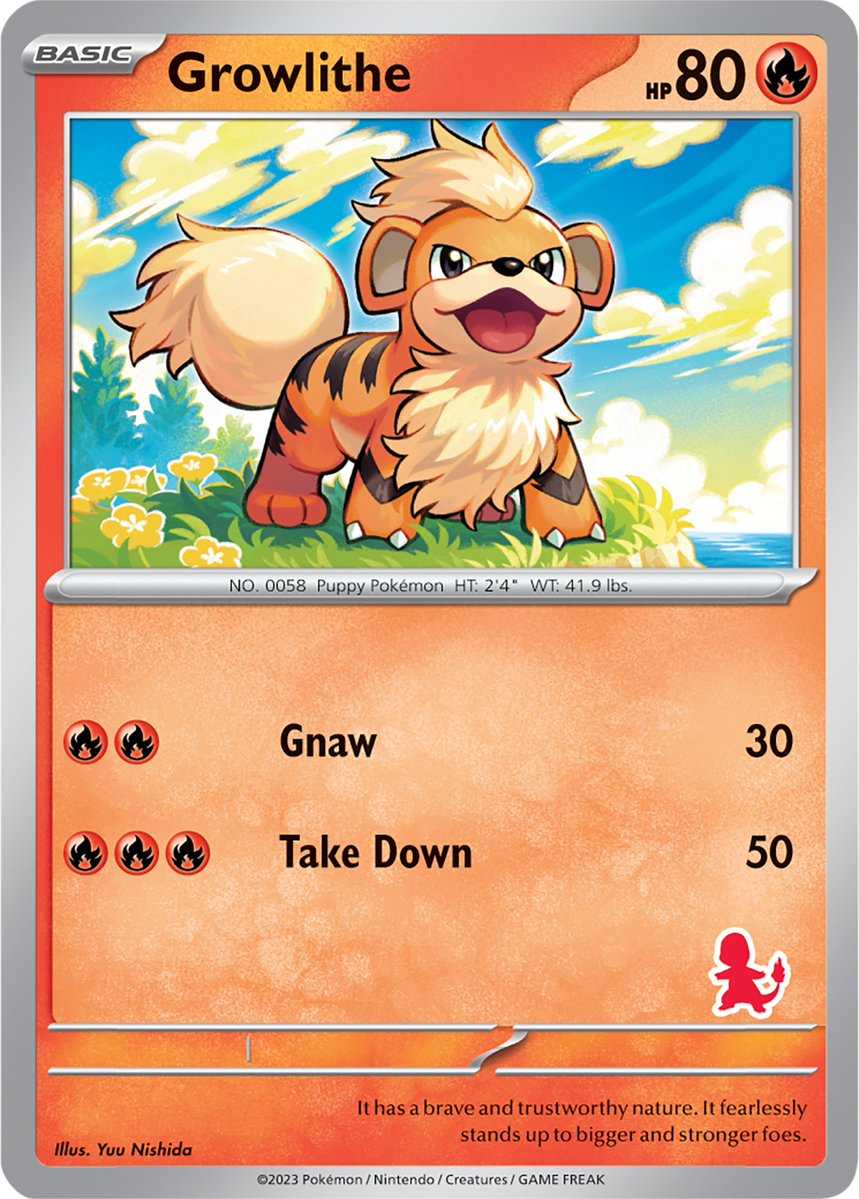 BASIC
Growlithe
HP 80
NO. 0058 Puppy Pokémon HT: 2'4" WT: 41.9 lbs.
Gnaw 30
Take Down 50
It has a brave and trustworthy nature. It fearlessly
stands up to bigger and stronger foes.
Illus. Yuu Nishida
©2023 Pokémon / Nintendo / Creatures / GAME FREAK